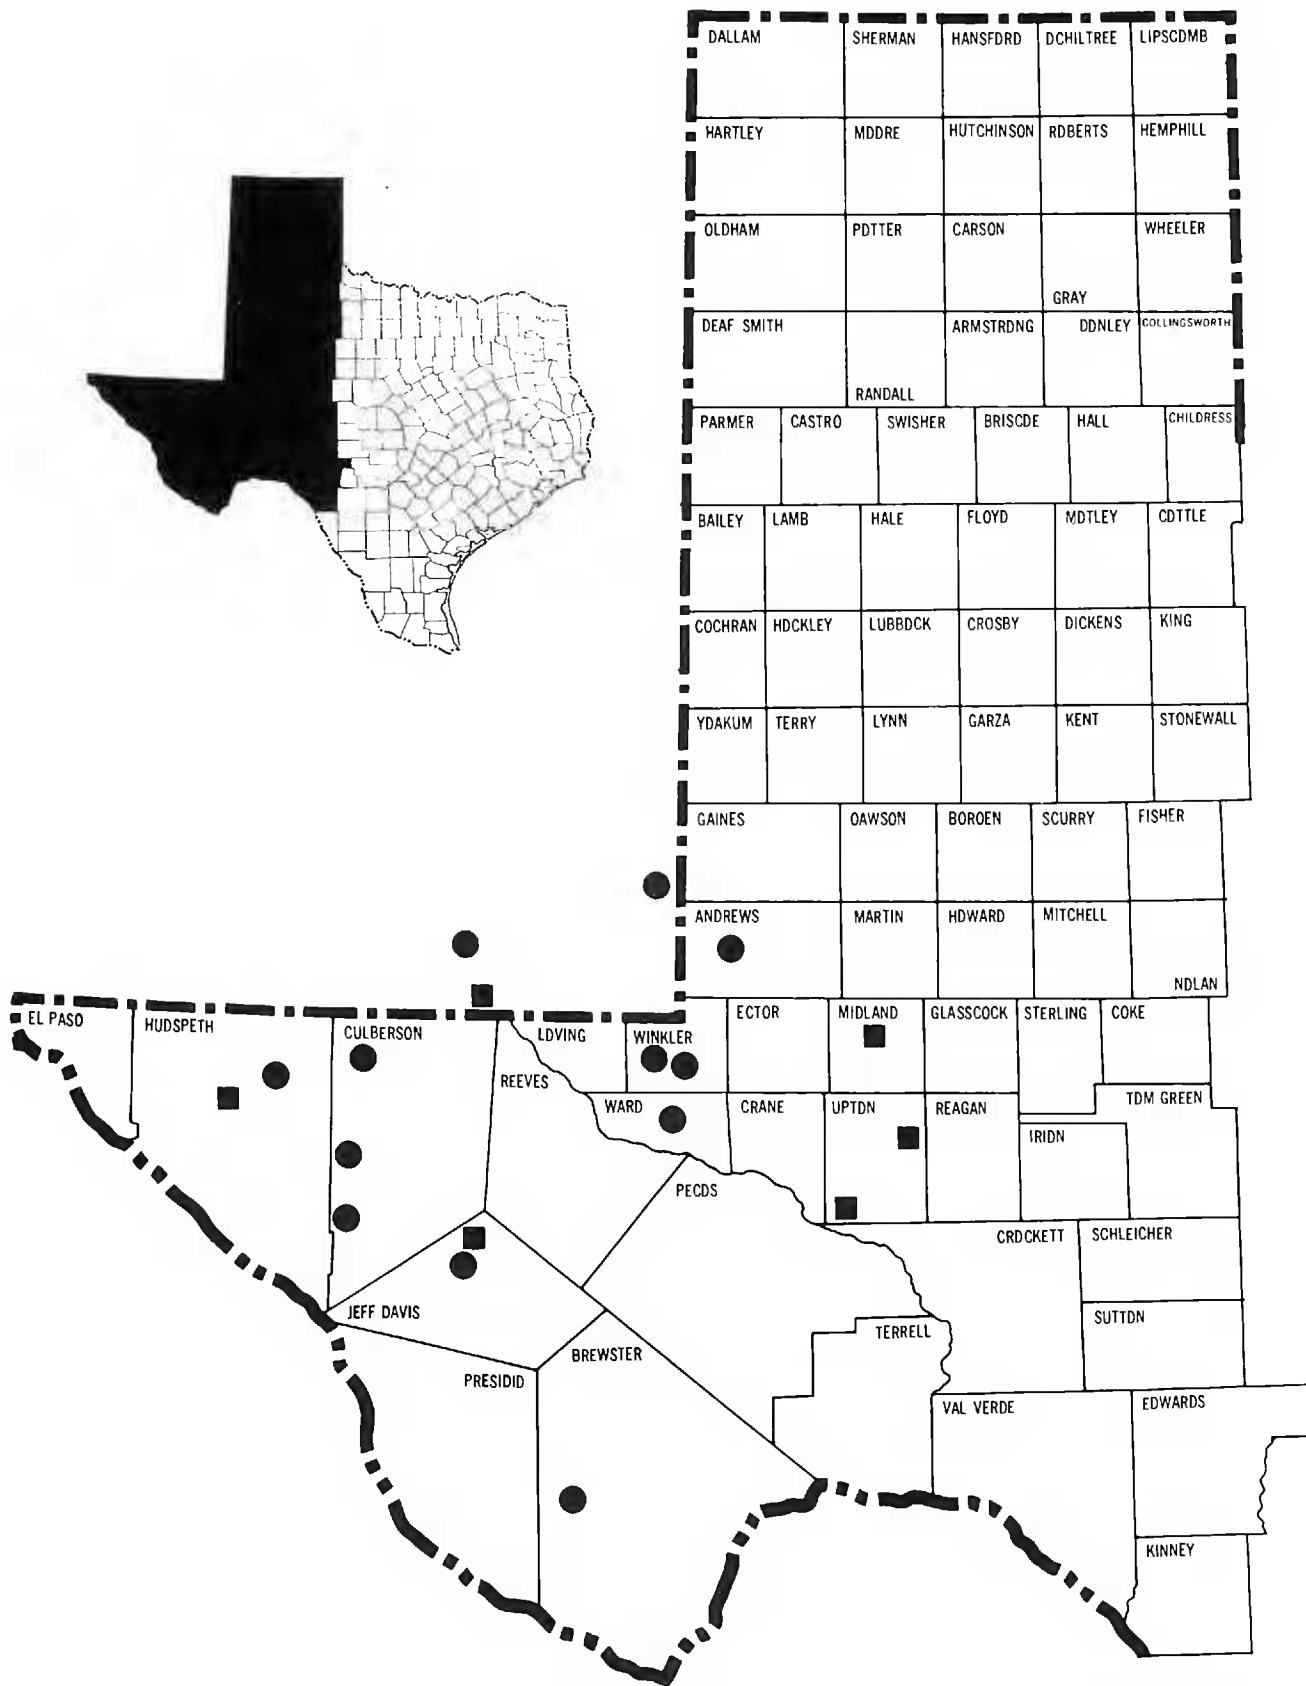 DALLAM SHERMAN HANSFDRD DCHILTREE LIPSCDMB
HARTLEY MDDRE HUTCHINSON RDBERTS HEMPHILL
OLDHAM PDTTER CARSON WHEELER
GRAY
DEAF SMITH ARMSTRDNG DDNLEY COLLINGSWORTH
RANDALL
PARMER CASTRO SWISHER BRISCDE HALL CHILDRESS
BAILEY LAMB HALE FLOYD MDTLEY CDTTLE
COCHRAN HDCKLEY LUBBDCK CROSBY DICKENS KING
YDAKUM TERRY LYNN GARZA KENT STONEWALL
GAINES OAWSON BOROEN SCURRY FISHER
ANDREWS MARTIN HDWARD MITCHELL
NDLAN
EL PASO HUDSPETH CULBERSON LDVING WINKLER ECTOR MIDLAND GLASSCOCK STERLING COKE
REEVES WARD CRANE UPTDN REAGAN TDM GREEN
IRIDN
PECDS
CRDCKETT SCHLEICHER
JEFF DAVIS SUTTDN
TERRELL
BREWSTER
PRESIDID
VAL VERDE EDWARDS
KINNEY